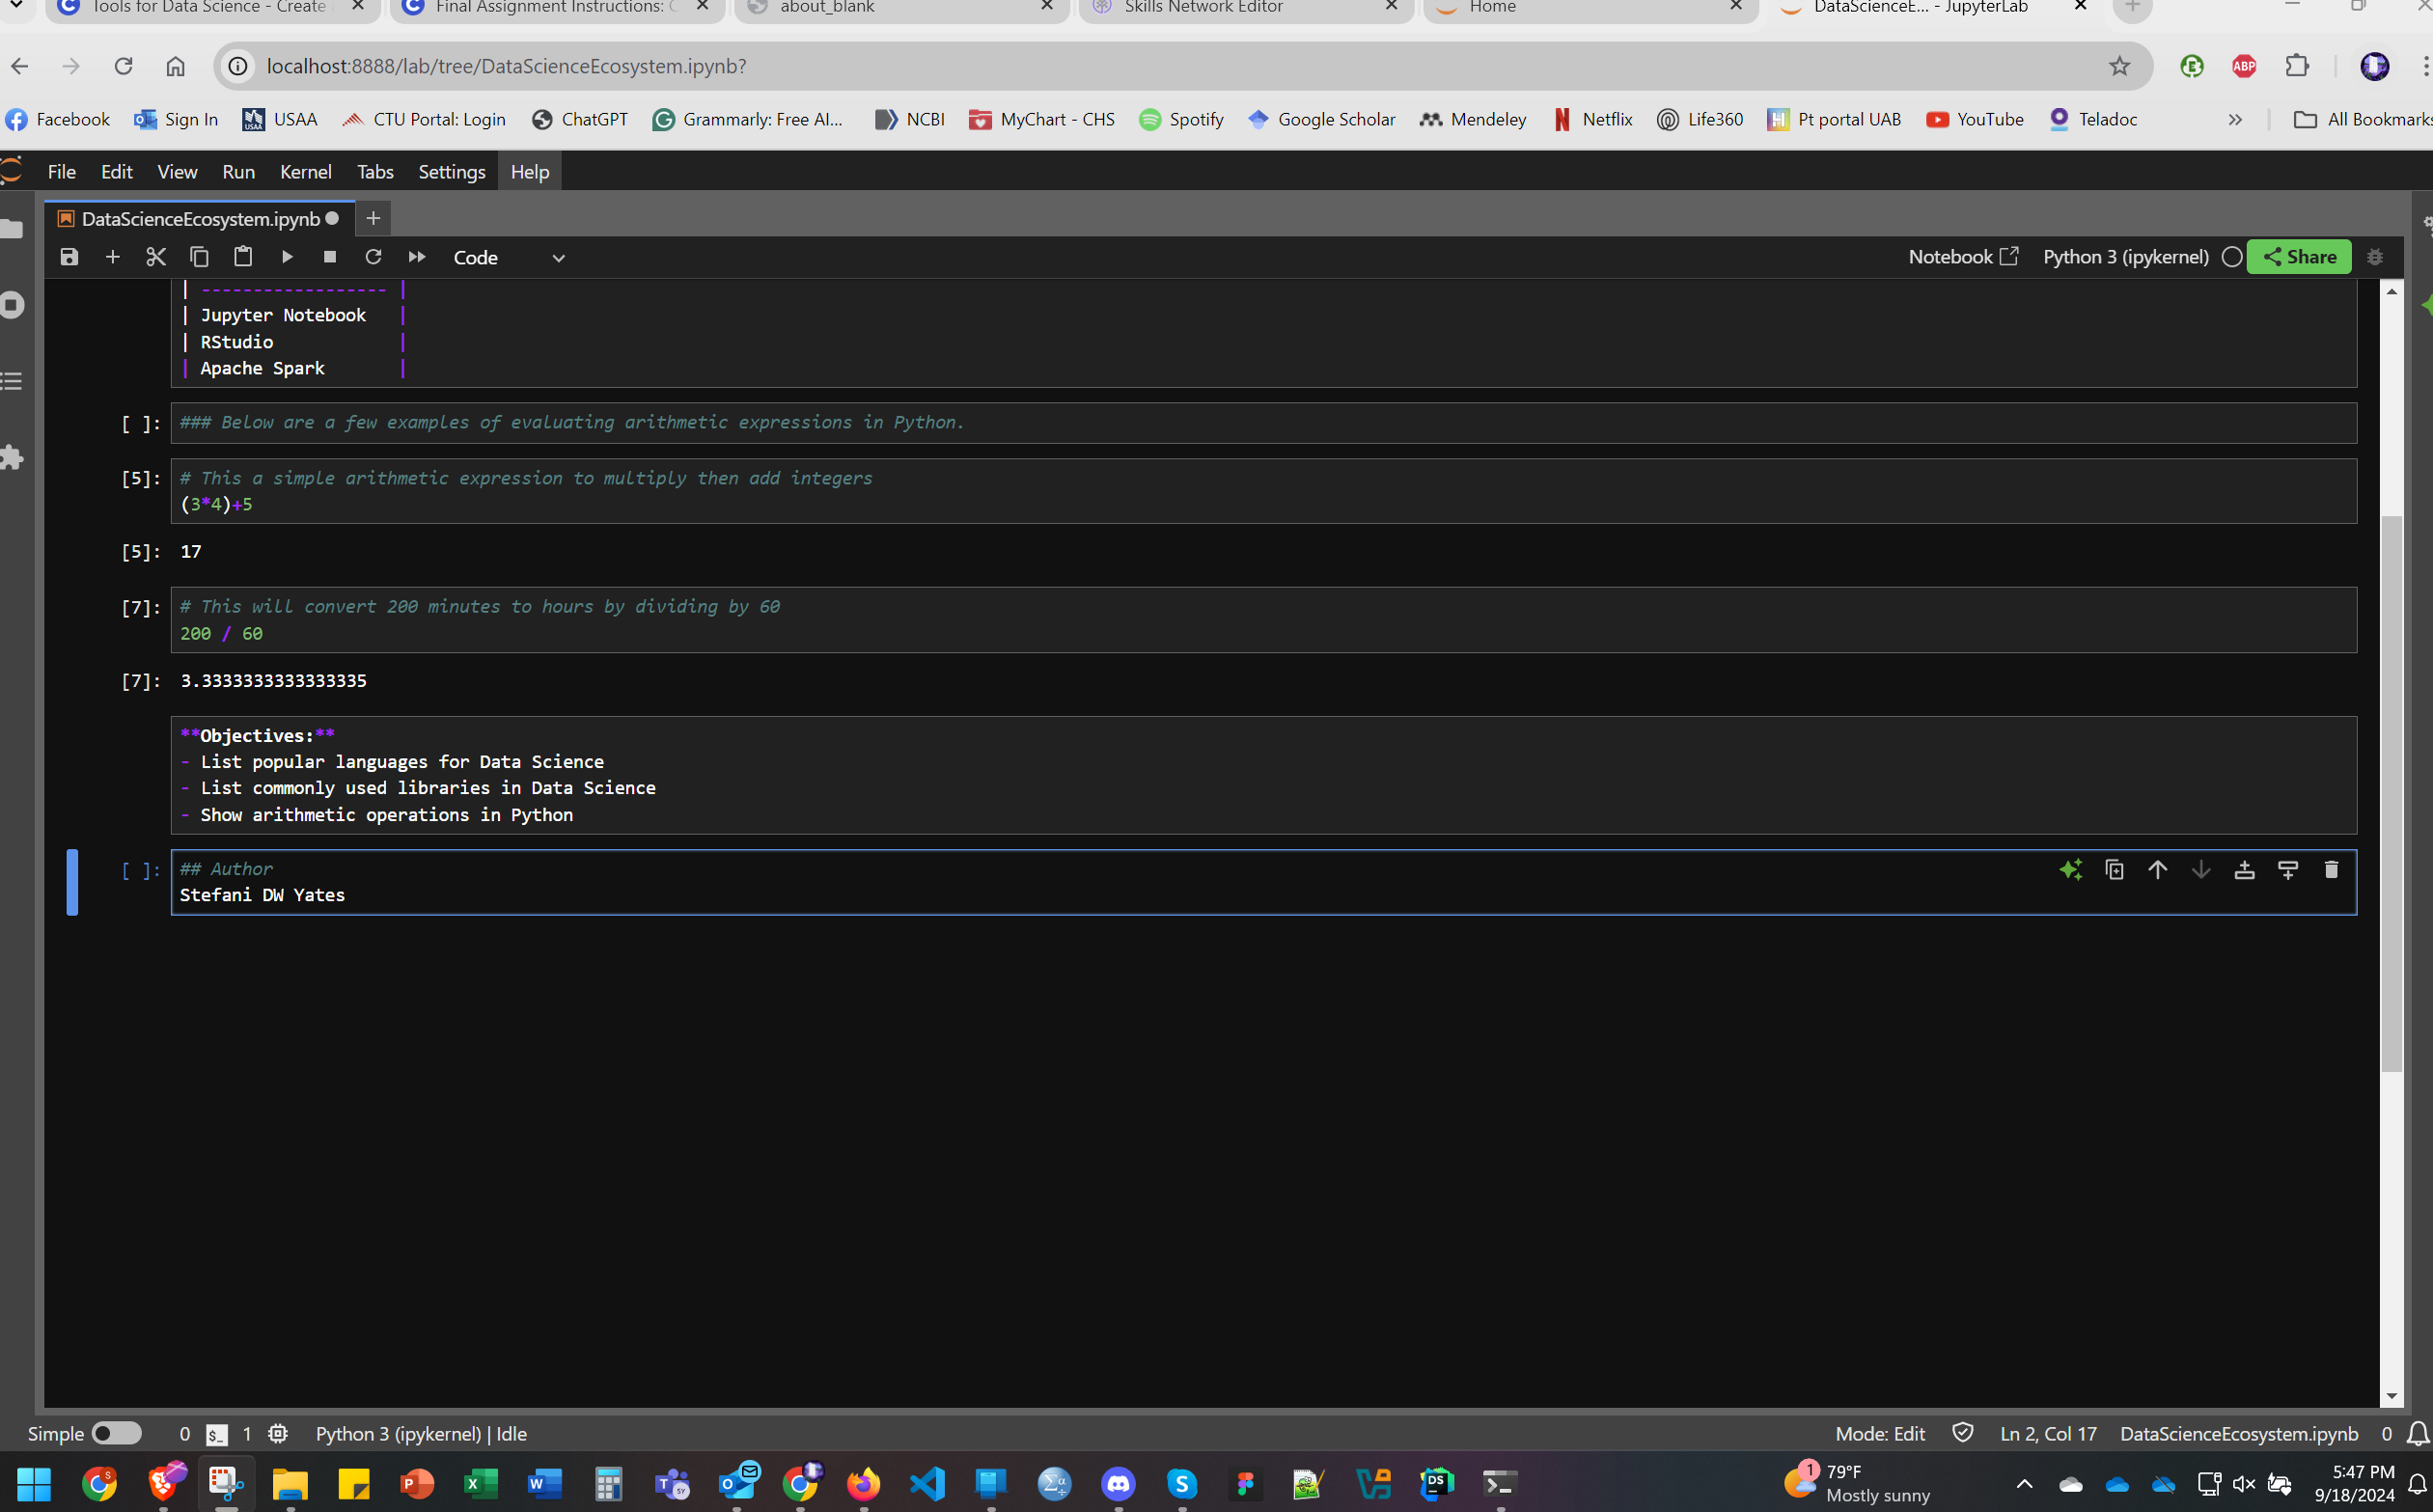 Tools for Data Science - Create
Final Assignment Instructions: C
about_blank
Skills Network Editor
Home
DataScienceE... - JupyterLab
localhost:8888/lab/tree/DataScienceEcosystem.ipynb?
ABP
Facebook
Sign In
USAA
CTU Portal: Login
ChatGPT
Grammarly: Free AI...
NCBI
MyChart - CHS
Spotify
Google Scholar
Mendeley
Netflix
Life360
Pt portal UAB
YouTube
Teladoc
All Bookmarks
File Edit View Run Kernel Tabs Settings Help
DataScienceEcosystem.ipynb
Code
Notebook
Python 3 (ipykernel)
Share
| ------------------ |
| Jupyter Notebook |
| RStudio |
| Apache Spark |
[ ]: ### Below are a few examples of evaluating arithmetic expressions in Python.
[5]: # This a simple arithmetic expression to multiply then add integers
(3*4)+5
[5]: 17
[7]: # This will convert 200 minutes to hours by dividing by 60
200 / 60
[7]: 3.3333333333333335
**Objectives:**
- List popular languages for Data Science
- List commonly used libraries in Data Science
- Show arithmetic operations in Python
[ ]: ## Author
Stefani DW Yates
Simple
0
$_
1
Python 3 (ipykernel) | Idle
Mode: Edit
Ln 2, Col 17
DataScienceEcosystem.ipynb
0
1
79°F
Mostly sunny
5:47 PM
9/18/2024